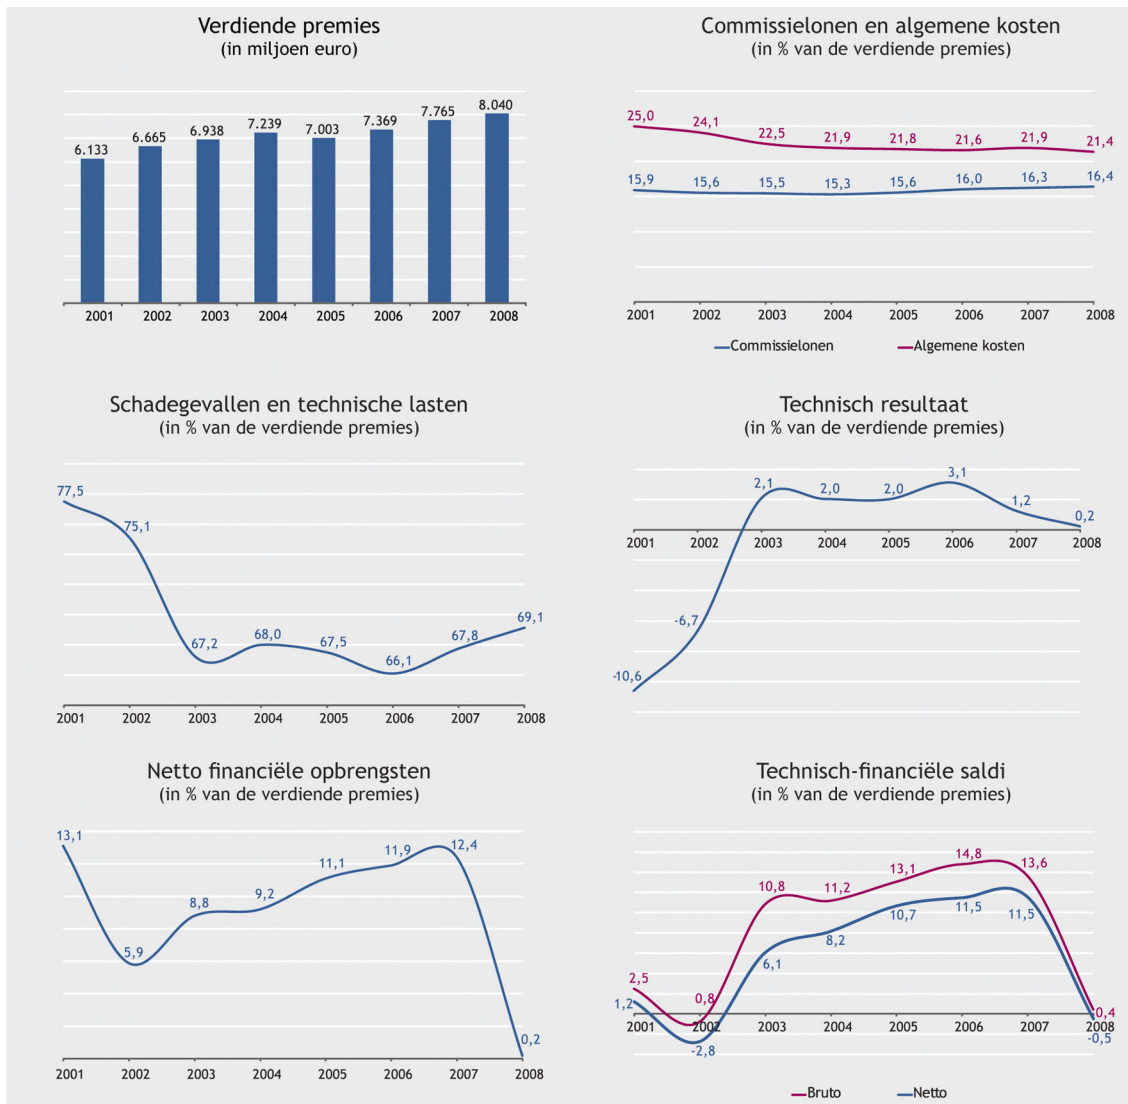 Verdiende premies
(in miljoen euro)
6.133
6.665
6.938
7.239
7.003
7.369
7.765
8.040
2001 2002 2003 2004 2005 2006 2007 2008
Commissielonen en algemene kosten
(in % van de verdiende premies)
25,0 24,1 22,5 21,9 21,8 21,6 21,9 21,4
15,9 15,6 15,5 15,3 15,6 16,0 16,3 16,4
2001 2002 2003 2004 2005 2006 2007 2008
Commissielonen Algemene kosten
Schadegevallen en technische lasten
(in % van de verdiende premies)
77,5
75,1
67,2
68,0
67,5
66,1
67,8
69,1
2001 2002 2003 2004 2005 2006 2007 2008
Technisch resultaat
(in % van de verdiende premies)
-10,6
-6,7
2,1
2,0
2,0
3,1
1,2
0,2
2001 2002 2003 2004 2005 2006 2007 2008
Netto financiële opbrengsten
(in % van de verdiende premies)
13,1
5,9
8,8
9,2
11,1
11,9
12,4
0,2
2001 2002 2003 2004 2005 2006 2007 2008
Technisch-financiële saldi
(in % van de verdiende premies)
2,5 0,8 10,8 11,2 13,1 14,8 13,6 0,4
1,2 -2,8 6,1 8,2 10,7 11,5 11,5 -0,5
2001 2002 2003 2004 2005 2006 2007 2008
Bruto Netto